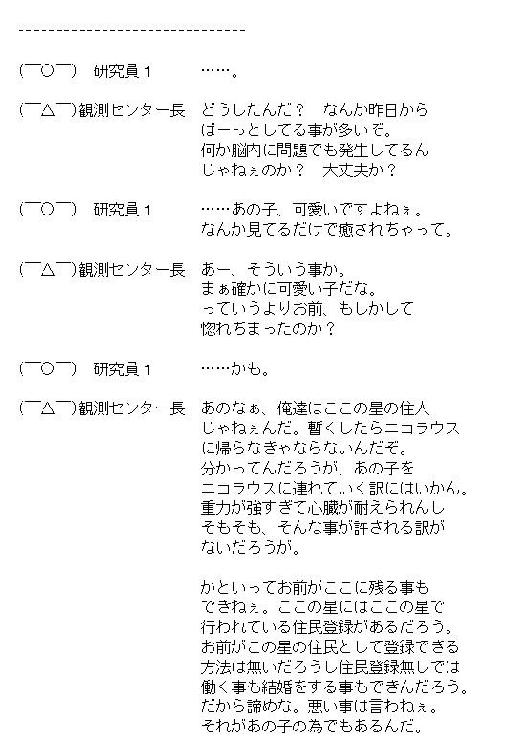 ------------------------------
(￣○￣)　研究員１　……。
(￣△￣)観測センター長　どうしたんだ？　なんか昨日から
ぼーっとしてる事が多いぞ。
何か脳内に問題でも発生してるん
じゃねぇのか？　大丈夫か？
(￣○￣)　研究員１　……あの子、可愛いですよねぇ。
なんか見てるだけで癒されちゃって。
(￣△￣)観測センター長　あー、そういう事か。
まぁ確かに可愛い子だな。
っていうよりお前、もしかして
惚れちまったのか？
(￣○￣)　研究員１　……かも。
(￣△￣)観測センター長　あのなぁ、俺達はここの星の住人
じゃねぇんだ。暫くしたらニコラウス
に帰らなきゃならないんだぞ。
分かってんだろうが、あの子を
ニコラウスに連れていく訳にはいかん。
重力が強すぎて心臓が耐えられんし
そもそも、そんな事が許される訳が
ないだろうが。
かといってお前がここに残る事も
できねぇ。ここの星にはここの星で
行われている住民登録があるだろう。
お前がこの星の住民として登録できる
方法は無いだろうし住民登録無しでは
働く事も結婚をする事もできんだろう。
だから諦めな。悪い事は言わねぇ。
それがあの子の為でもあるんだ。